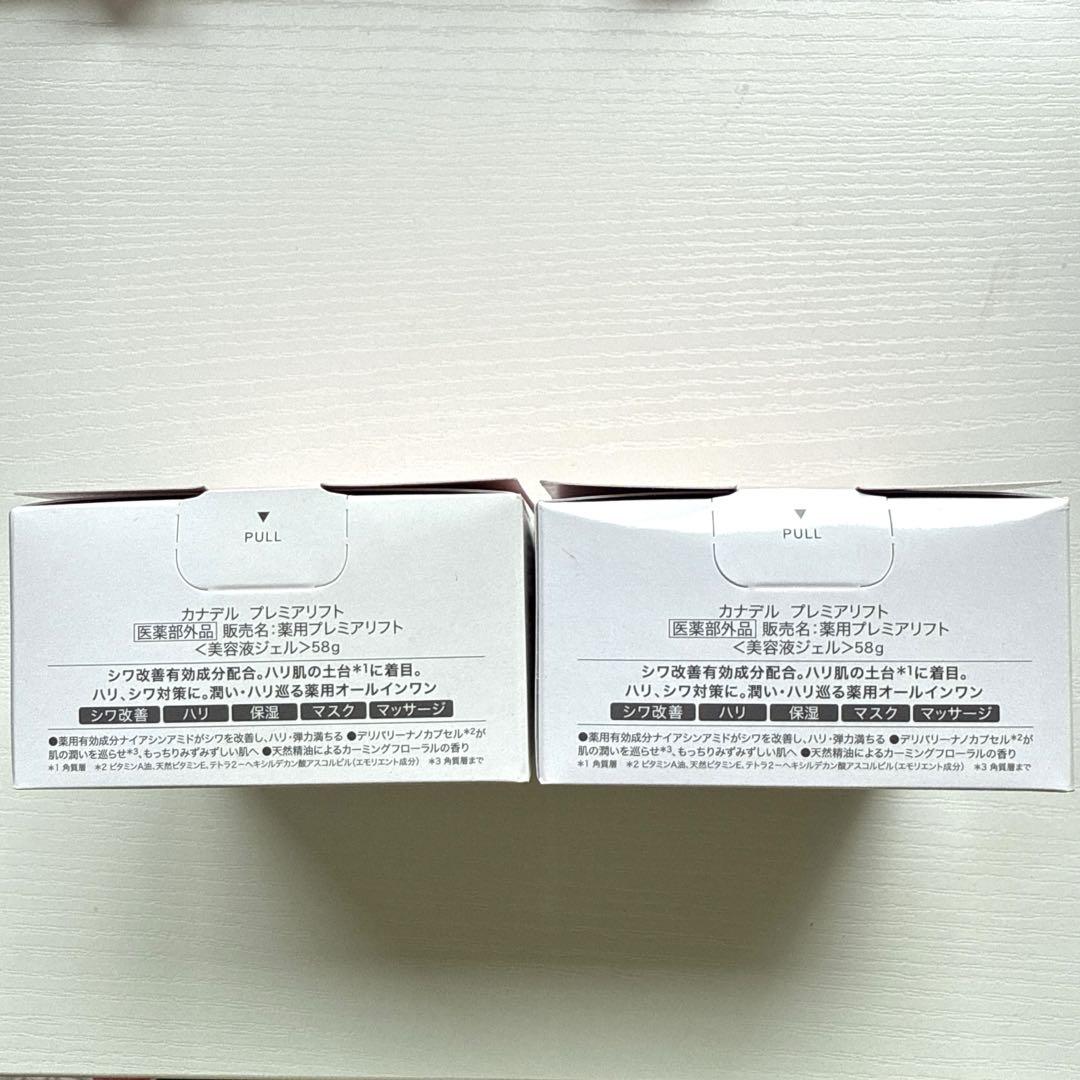 ▼
PULL
カナデル プレミアリフト
医薬部外品 販売名：薬用プレミアリフト
＜美容液ジェル＞58g
シワ改善有効成分配合。ハリ肌の土台*1に着目。
ハリ、シワ対策に。潤い・ハリ巡る薬用オールインワン
シワ改善 ハリ 保湿 マスク マッサージ
●薬用有効成分ナイアシンアミドがシワを改善し、ハリ・弾力満ちる ●デリバリーナノカプセル*2が
肌の潤いを巡らせ*3、もっちりみずみずしい肌へ ●天然精油によるカーミングフローラルの香り
*1 角質層 *2 ビタミンA油、天然ビタミンE、テトラ2-ヘキシルデカン酸アスコルビル（エモリエント成分） *3 角質層まで
▼
PULL
カナデル プレミアリフト
医薬部外品 販売名：薬用プレミアリフト
＜美容液ジェル＞58g
シワ改善有効成分配合。ハリ肌の土台*1に着目。
ハリ、シワ対策に。潤い・ハリ巡る薬用オールインワン
シワ改善 ハリ 保湿 マスク マッサージ
●薬用有効成分ナイアシンアミドがシワを改善し、ハリ・弾力満ちる ●デリバリーナノカプセル*2が
肌の潤いを巡らせ*3、もっちりみずみずしい肌へ ●天然精油によるカーミングフローラルの香り
*1 角質層 *2 ビタミンA油、天然ビタミンE、テトラ2-ヘキシルデカン酸アスコルビル（エモリエント成分） *3 角質層まで